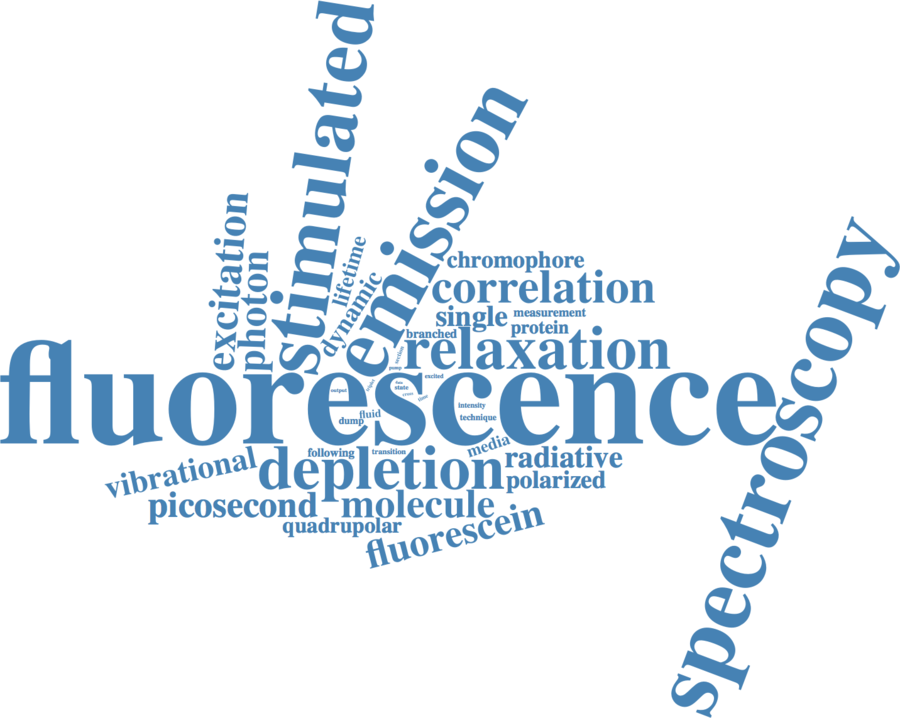 stimulated
emission
excitation
photon
lifetime
dynamic
spectroscopy
chromophore
correlation
single
measurement
protein
branched
relaxation
section
pump
excited
fluorescence
output
state
cross
time
intensity
technique
fluid
dump
following
transition
media
vibrational
depletion
radiative
polarized
picosecond
molecule
quadrupolar
fluorescein